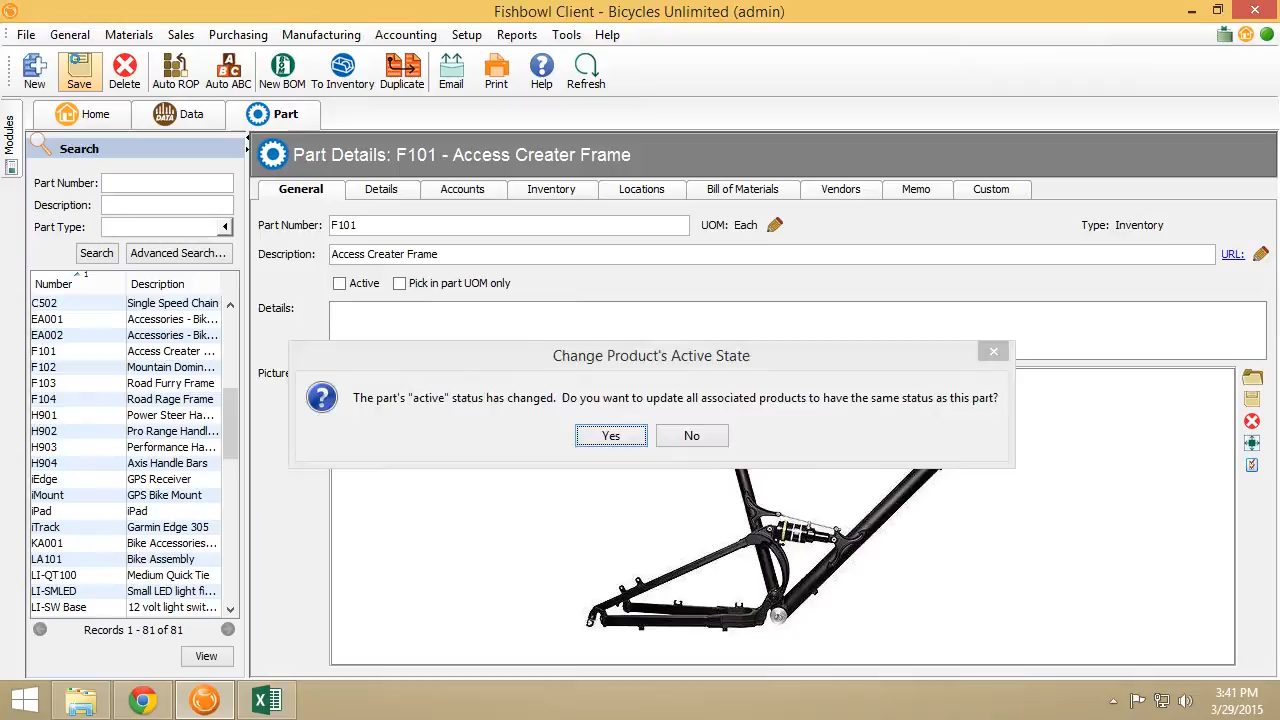 Fishbowl Client - Bicycles Unlimited (admin)
File General Materials Sales Purchasing Manufacturing Accounting Setup Reports Tools Help
New Save Delete Auto ROP Auto ABC New BOM To Inventory Duplicate Email Print Help Refresh
Modules
Home Data Part
Search
Part Number:
Description:
Part Type:
Search Advanced Search...
Number 1 Description
C502 Single Speed Chain
EA001 Accessories - Bik...
EA002 Accessories - Bik...
F101 Access Creater ...
F102 Mountain Domin...
F103 Road Furry Frame
F104 Road Rage Frame
H901 Power Steer Ha...
H902 Pro Range Handl...
H903 Performance Ha...
H904 Axis Handle Bars
iEdge GPS Receiver
iMount GPS Bike Mount
iPad iPad
iTrack Garmin Edge 305
KA001 Bike Accessories...
LA101 Bike Assembly
LI-QT100 Medium Quick Tie
LI-SMLED Small LED light fi...
LI-SW Base 12 volt light swit...
Records 1 - 81 of 81
View
Part Details: F101 - Access Creater Frame
General Details Accounts Inventory Locations Bill of Materials Vendors Memo Custom
Part Number: F101 UOM: Each Type: Inventory
Description: Access Creater Frame URL:
Active Pick in part UOM only
Details:
Picture
Change Product's Active State
The part's "active" status has changed. Do you want to update all associated products to have the same status as this part?
Yes No
3:41 PM
3/29/2015